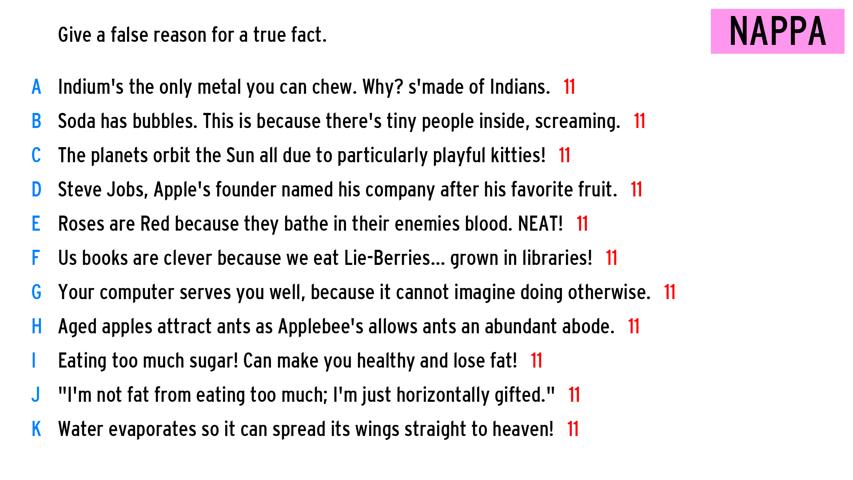 Give a false reason for a true fact.
NAPPA
A Indium's the only metal you can chew. Why? s'made of Indians. 11
B Soda has bubbles. This is because there's tiny people inside, screaming. 11
C The planets orbit the Sun all due to particularly playful kitties! 11
D Steve Jobs, Apple's founder named his company after his favorite fruit. 11
E Roses are Red because they bathe in their enemies blood. NEAT! 11
F Us books are clever because we eat Lie-Berries... grown in libraries! 11
G Your computer serves you well, because it cannot imagine doing otherwise. 11
H Aged apples attract ants as Applebee's allows ants an abundant abode. 11
I Eating too much sugar! Can make you healthy and lose fat! 11
J "I'm not fat from eating too much; I'm just horizontally gifted." 11
K Water evaporates so it can spread its wings straight to heaven! 11